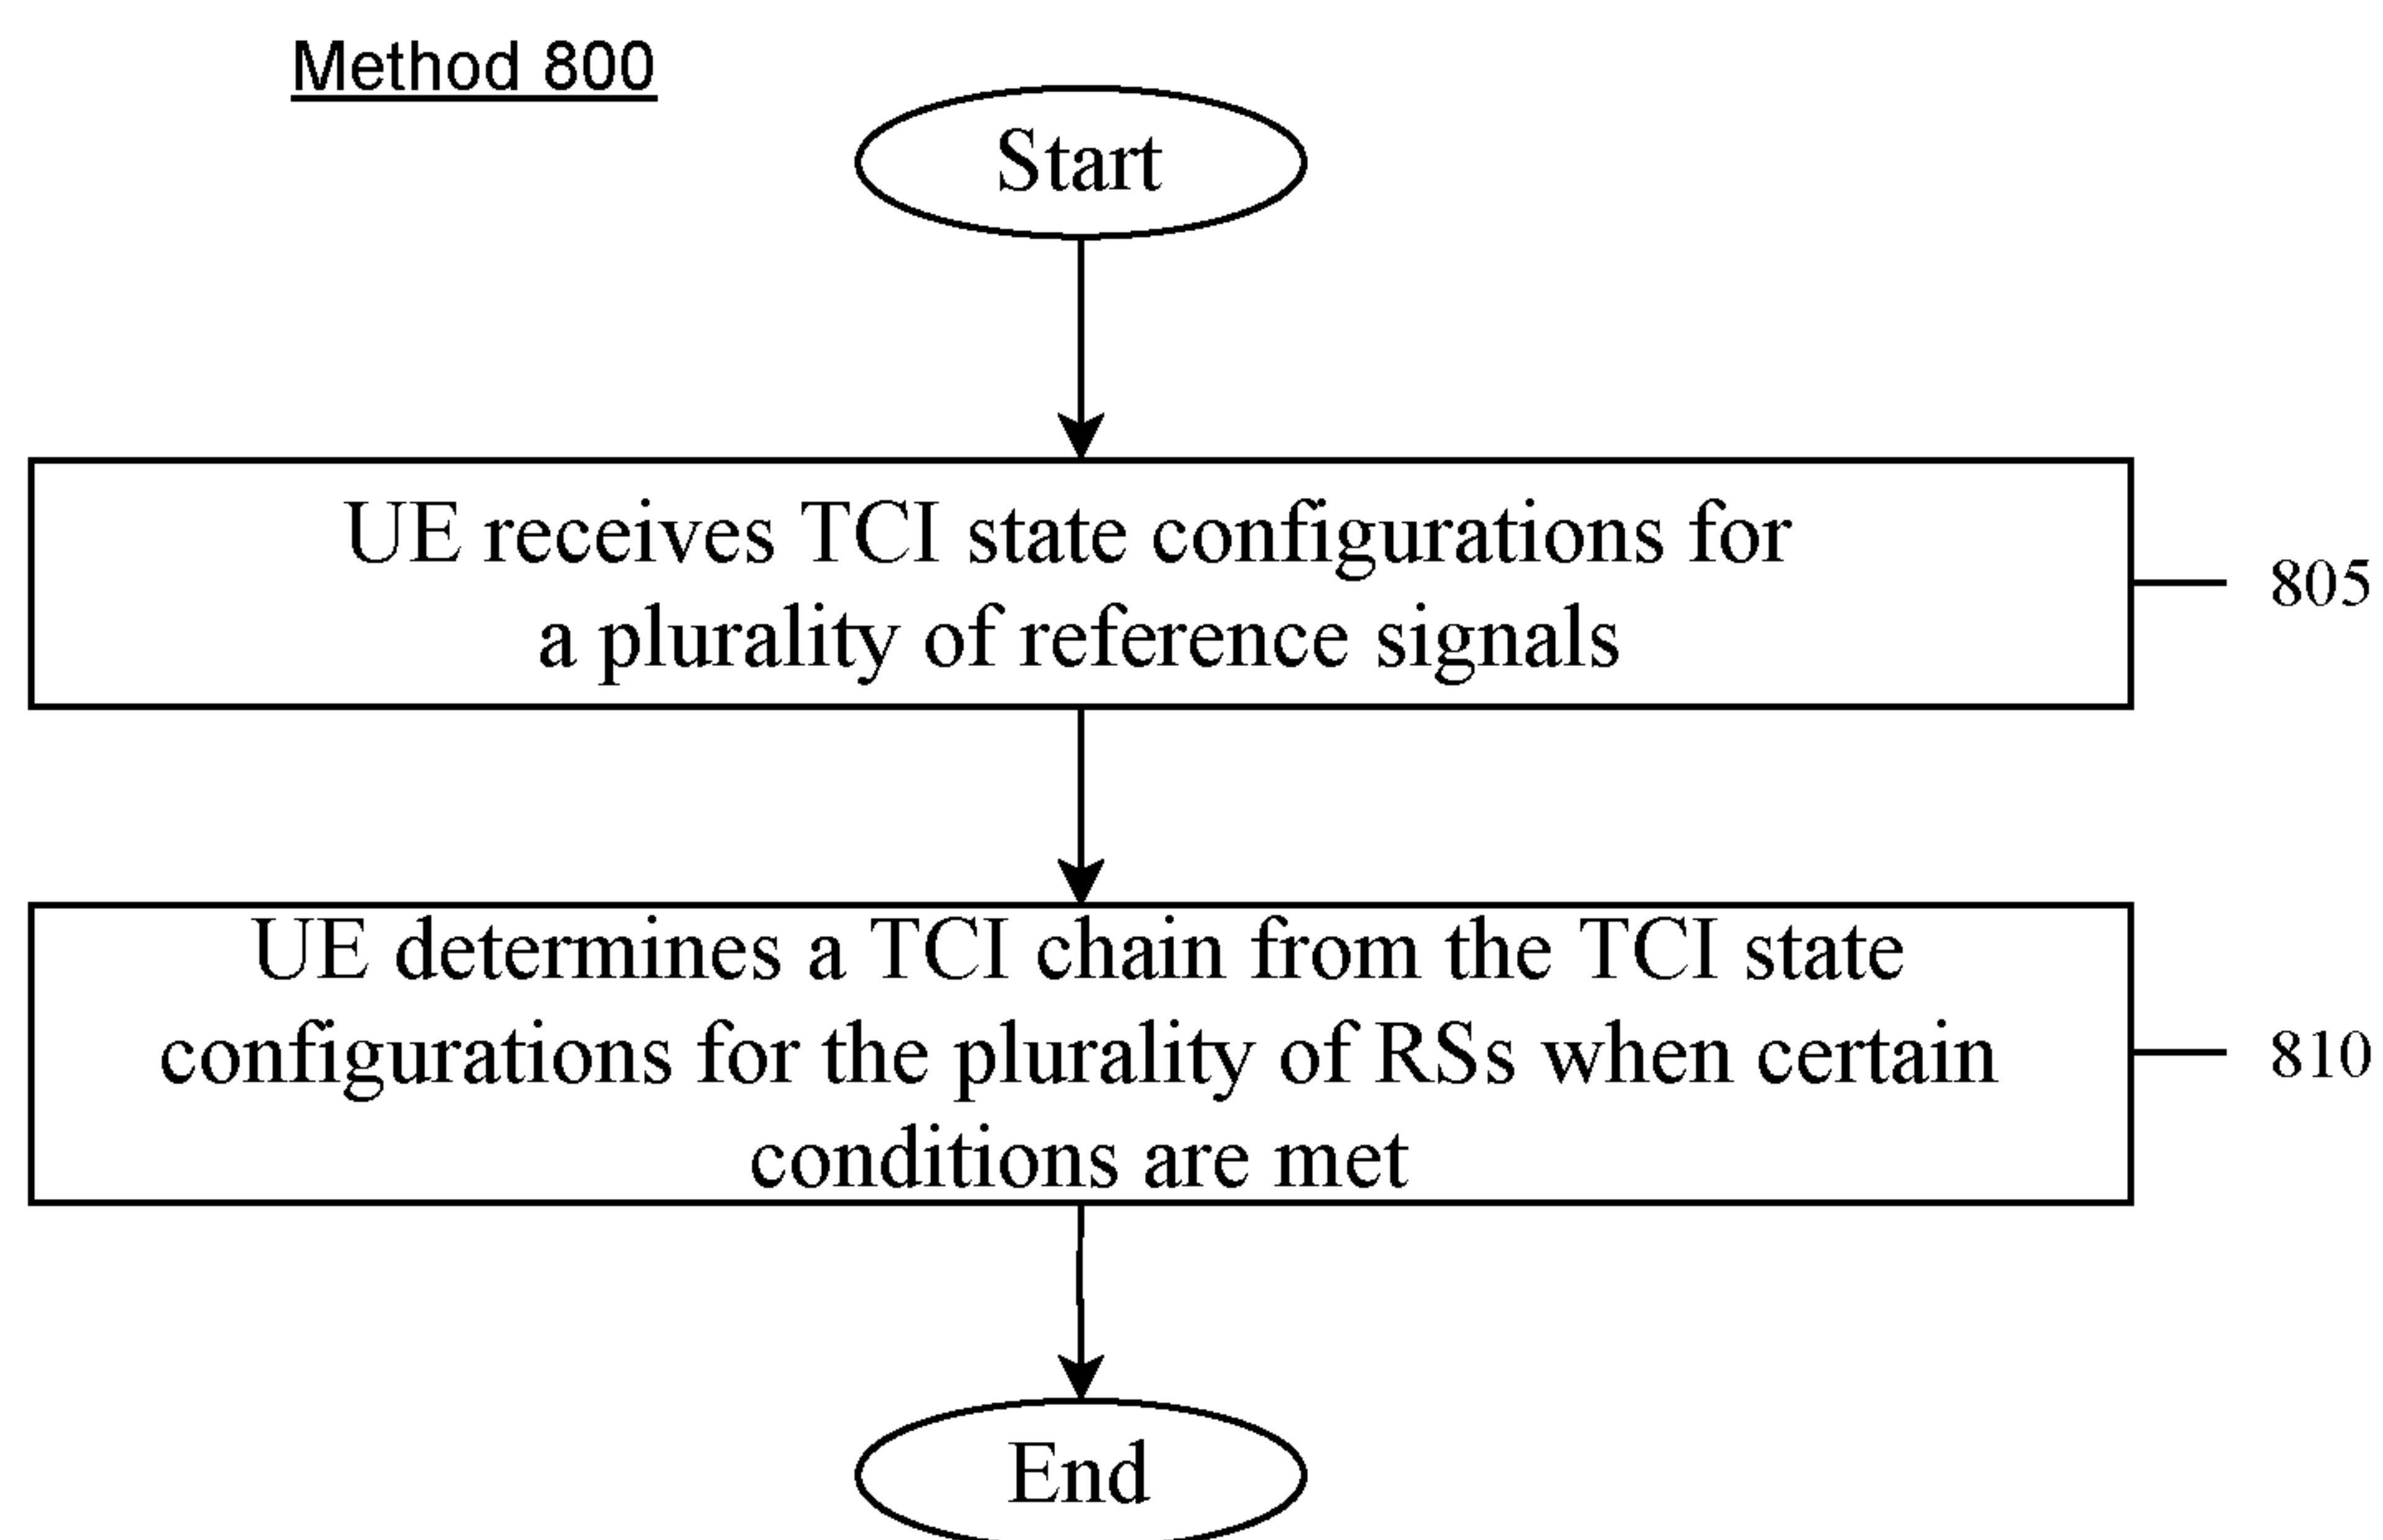 Method 800
Start
UE receives TCI state configurations for
a plurality of reference signals
805
UE determines a TCI chain from the TCI state
configurations for the plurality of RSs when certain
conditions are met
810
End